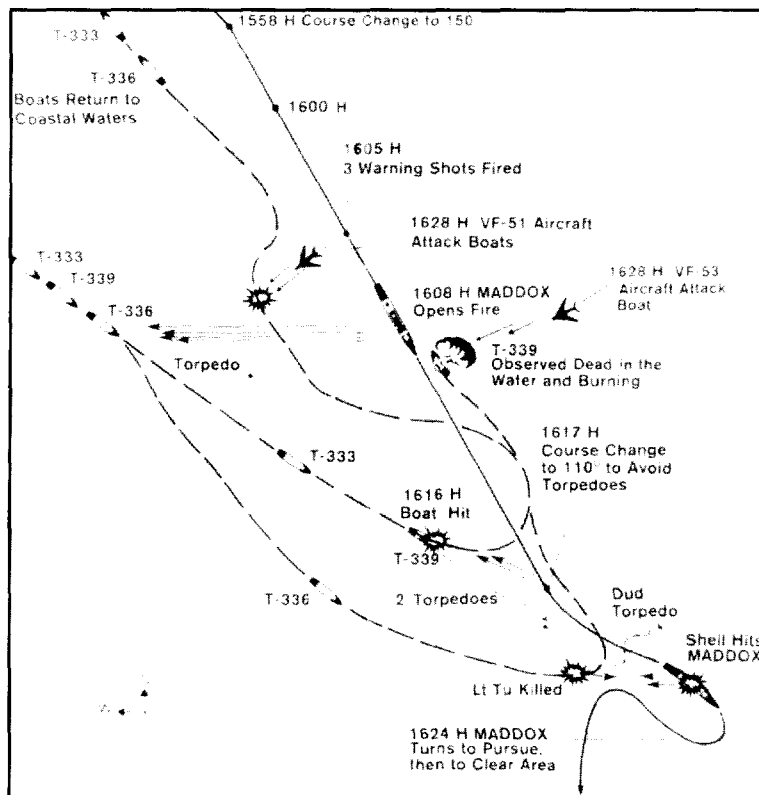 1558 H Course Change to 150
T-333
T-336
Boats Return to
Coastal Waters
1600 H
1605 H
3 Warning Shots Fired
1628 H VF-51 Aircraft
Attack Boats
T-333
T-339
T-336
1608 H MADDOX
Opens Fire
1628 H VF-53
Aircraft Attack
Boat
Torpedo
T-339
Observed Dead in the
Water and Burning
T-333
1617 H
Course Change
to 110° to Avoid
Torpedoes
1616 H
Boat Hit
T-339
T-336
2 Torpedoes
Dud
Torpedo
Shell Hits
MADDOX
Lt Tu Killed
1624 H MADDOX
Turns to Pursue,
then to Clear Area